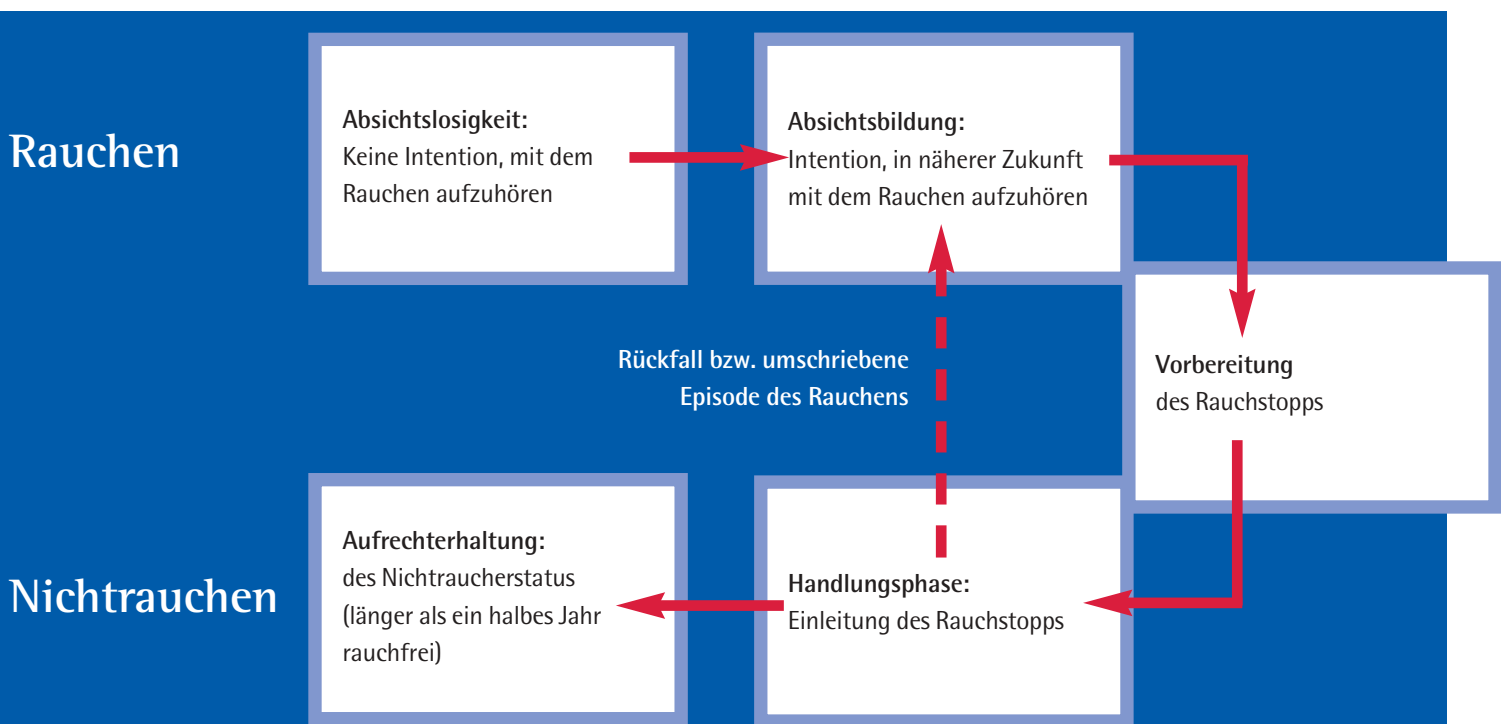 Rauchen
Absichtslosigkeit:
Keine Intention, mit dem
Rauchen aufzuhören
Absichtsbildung:
Intention, in näherer Zukunft
mit dem Rauchen aufzuhören
Vorbereitung
des Rauchstopps
Rückfall bzw. umschriebene
Episode des Rauchens
Nichtrauchen
Aufrechterhaltung:
des Nichtraucherstatus
(länger als ein halbes Jahr
rauchfrei)
Handlungsphase:
Einleitung des Rauchstopps